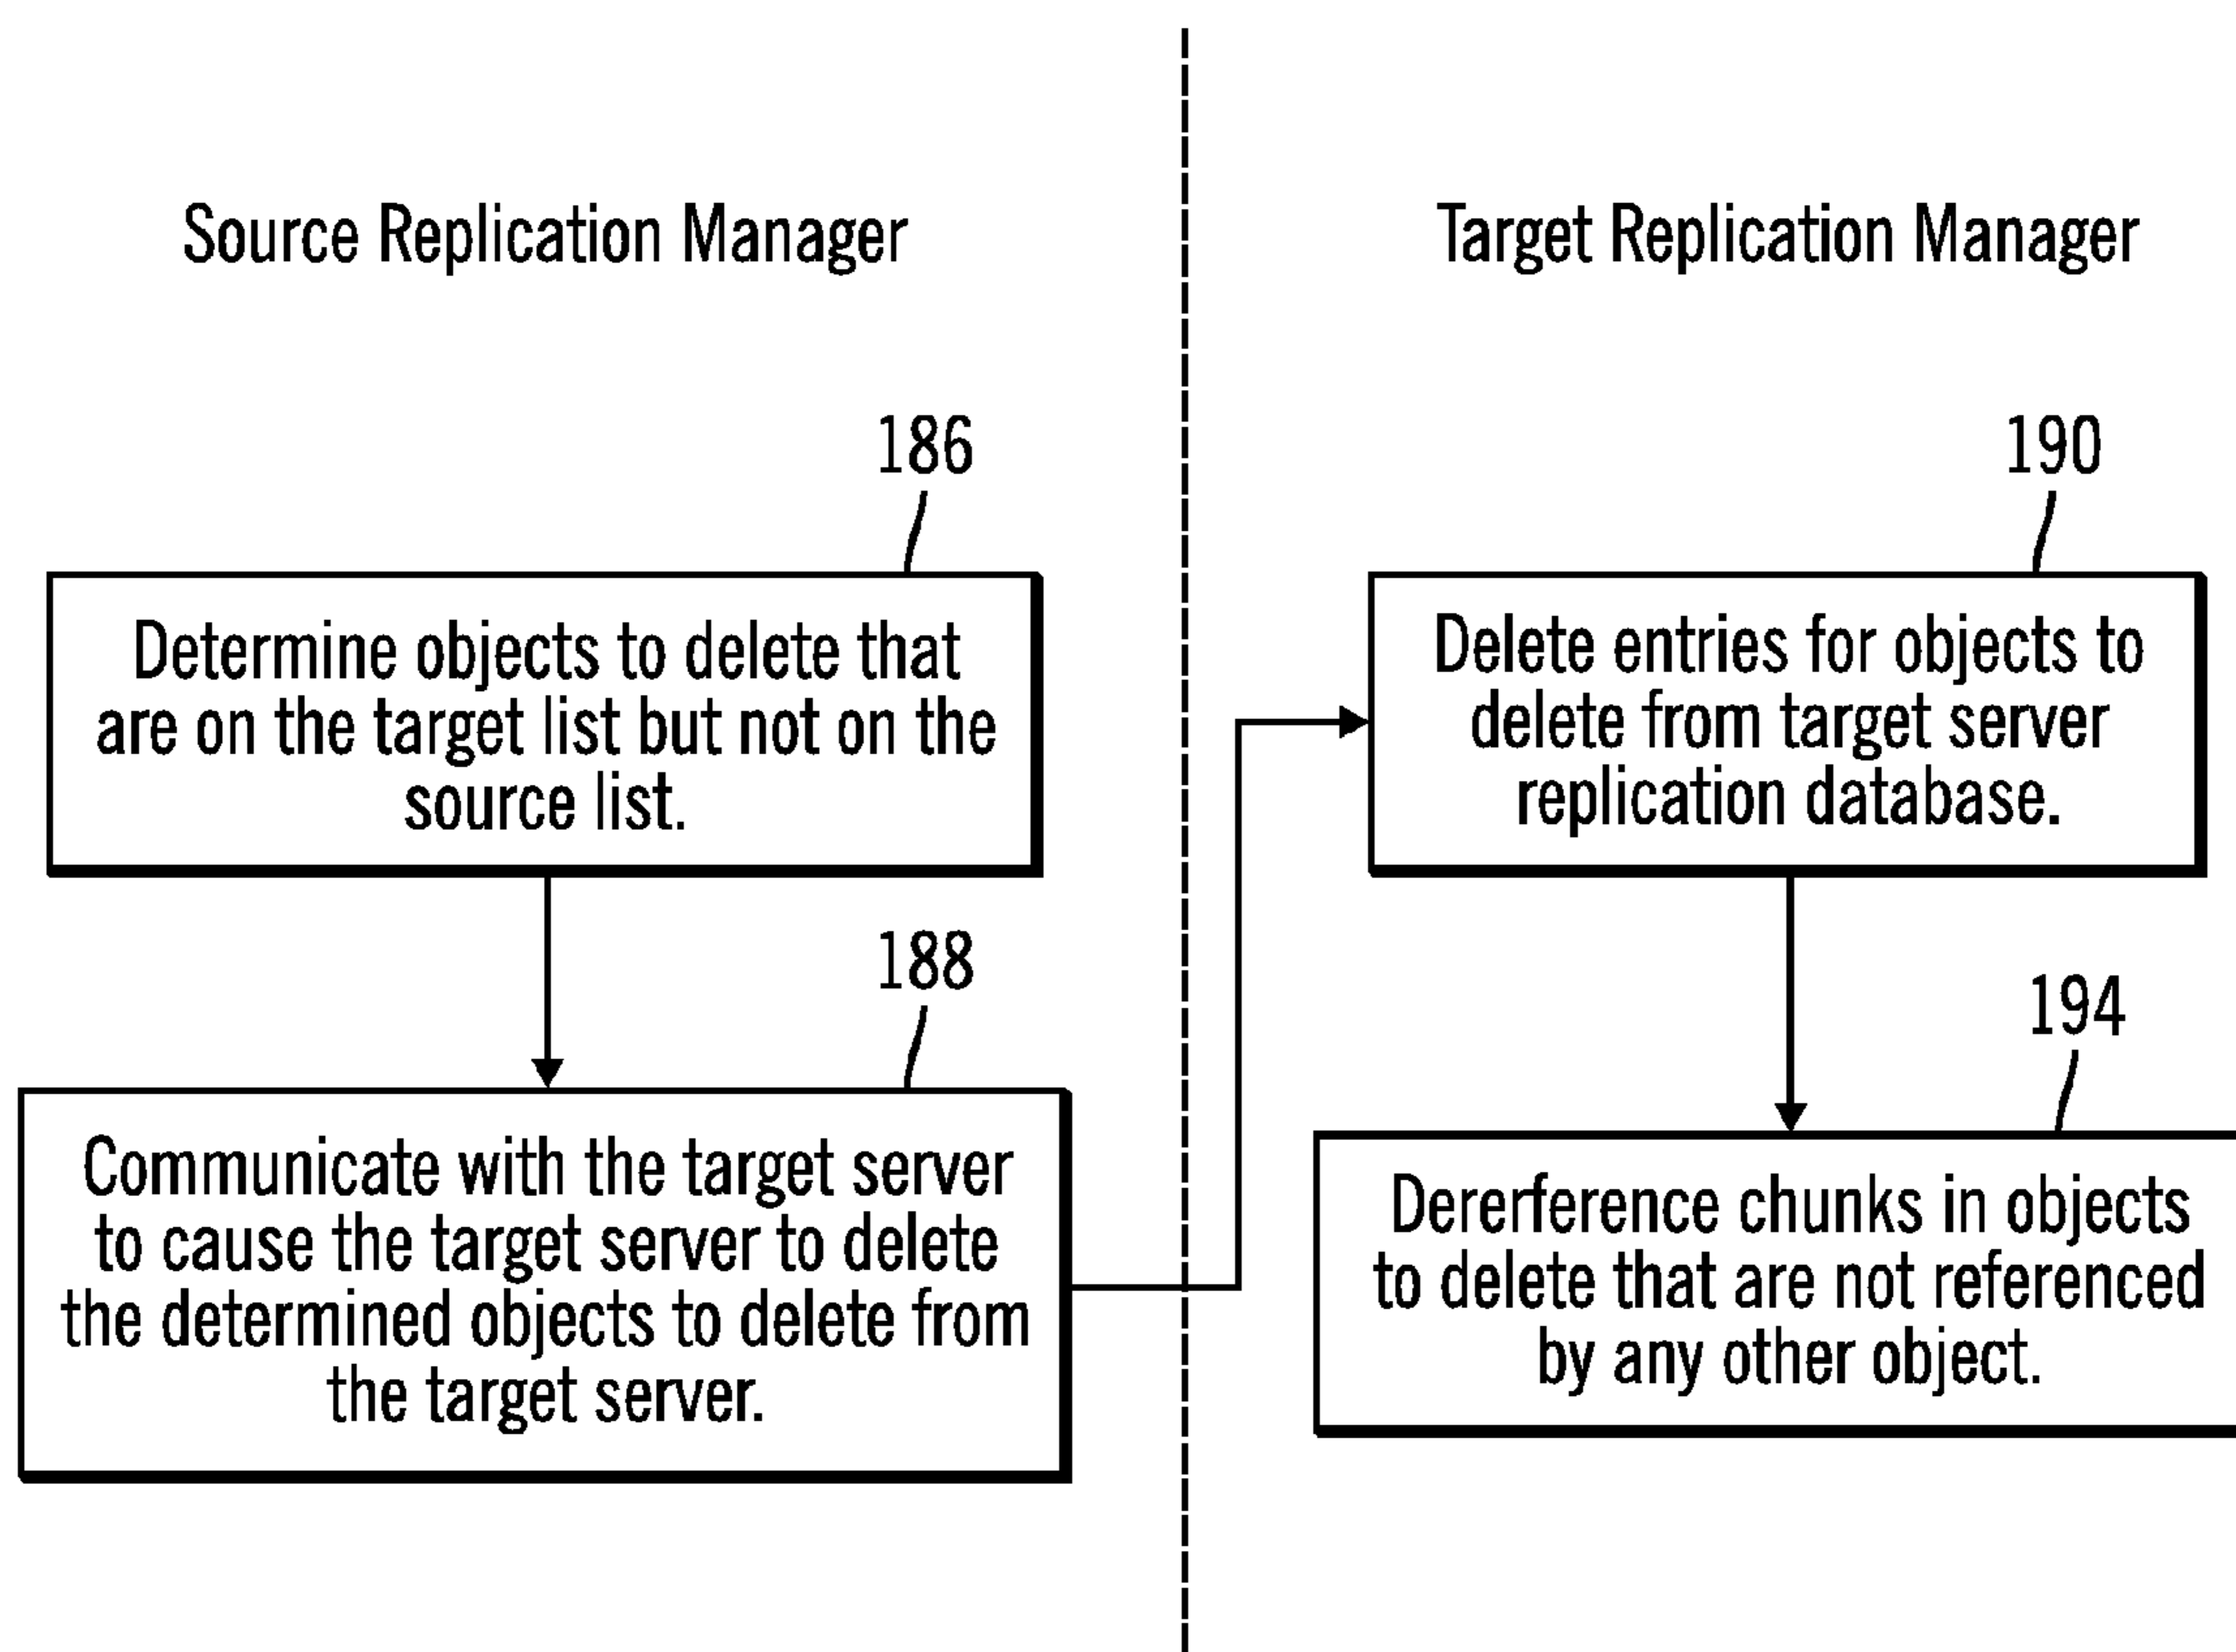 Source Replication Manager
186
Determine objects to delete that
are on the target list but not on the
source list.
188
Communicate with the target server
to cause the target server to delete
the determined objects to delete from
the target server.
Target Replication Manager
190
Delete entries for objects to
delete from target server
replication database.
194
Dererference chunks in objects
to delete that are not referenced
by any other object.